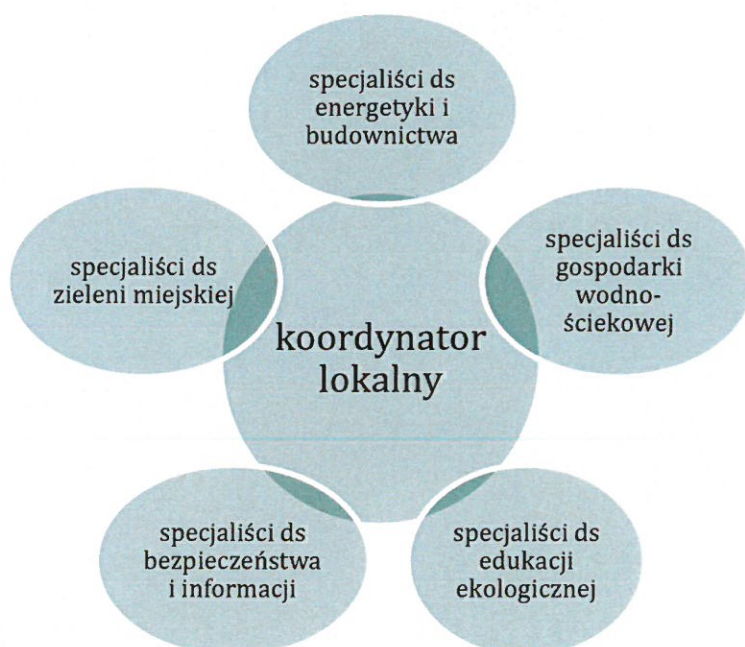 specjaliści ds
energetyki i
budownictwa
specjaliści ds
zieleni miejskiej
specjaliści ds
gospodarki
wodno-
ściekowej
koordynator
lokalny
specjaliści ds
bezpieczeństwa
i informacji
specjaliści ds
edukacji
ekologicznej